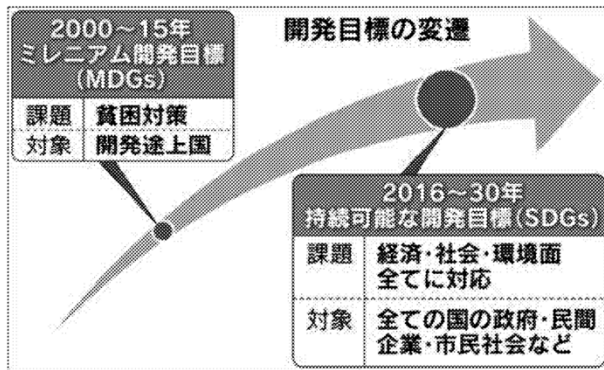 開発目標の変遷
2000〜15年
ミレニアム開発目標
(MDGs)
課題 貧困対策
対象 開発途上国
2016〜30年
持続可能な開発目標(SDGs)
課題 経済・社会・環境面
全てに対応
対象 全ての国の政府・民間
企業・市民社会など